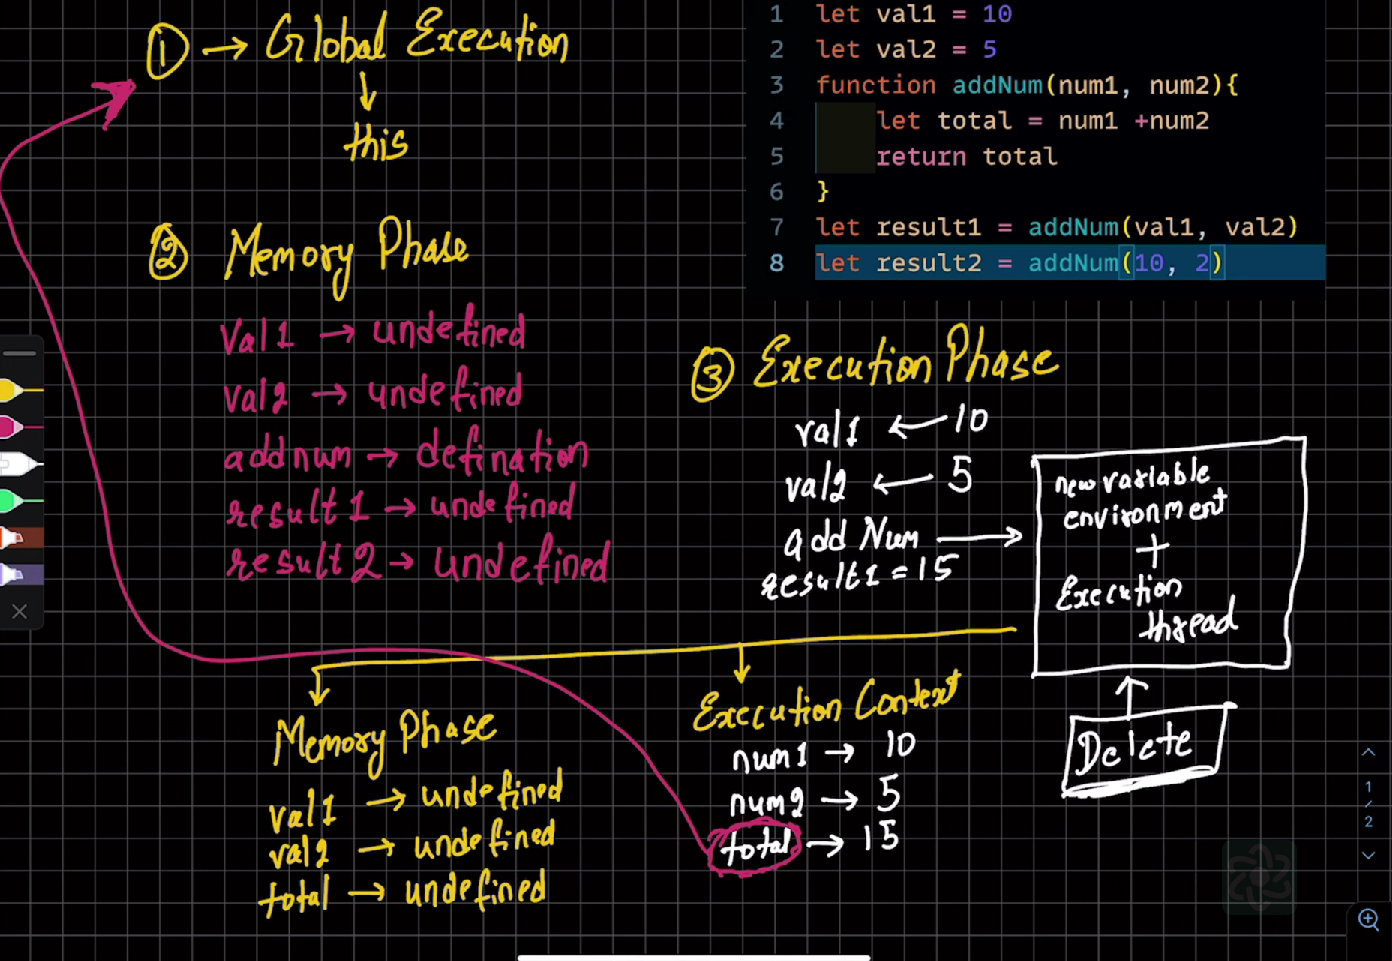 ① → Global Execution
↓
this
② Memory Phase
val1 → undefined
val2 → undefined
addnum → defination
result1 → undefined
result2 → undefined
1 let val1 = 10
2 let val2 = 5
3 function addNum(num1, num2){
4 let total = num1 +num2
5 return total
6 }
7 let result1 = addNum(val1, val2)
8 let result2 = addNum(10, 2)
③ Execution Phase
val1 ← 10
val2 ← 5
add Num →
result1 = 15
new variable
environment
+
Execution
thread
Delete
Memory Phase
val1 → undefined
val2 → undefined
total → undefined
Execution Context
num1 → 10
num2 → 5
total → 15
1
/
2